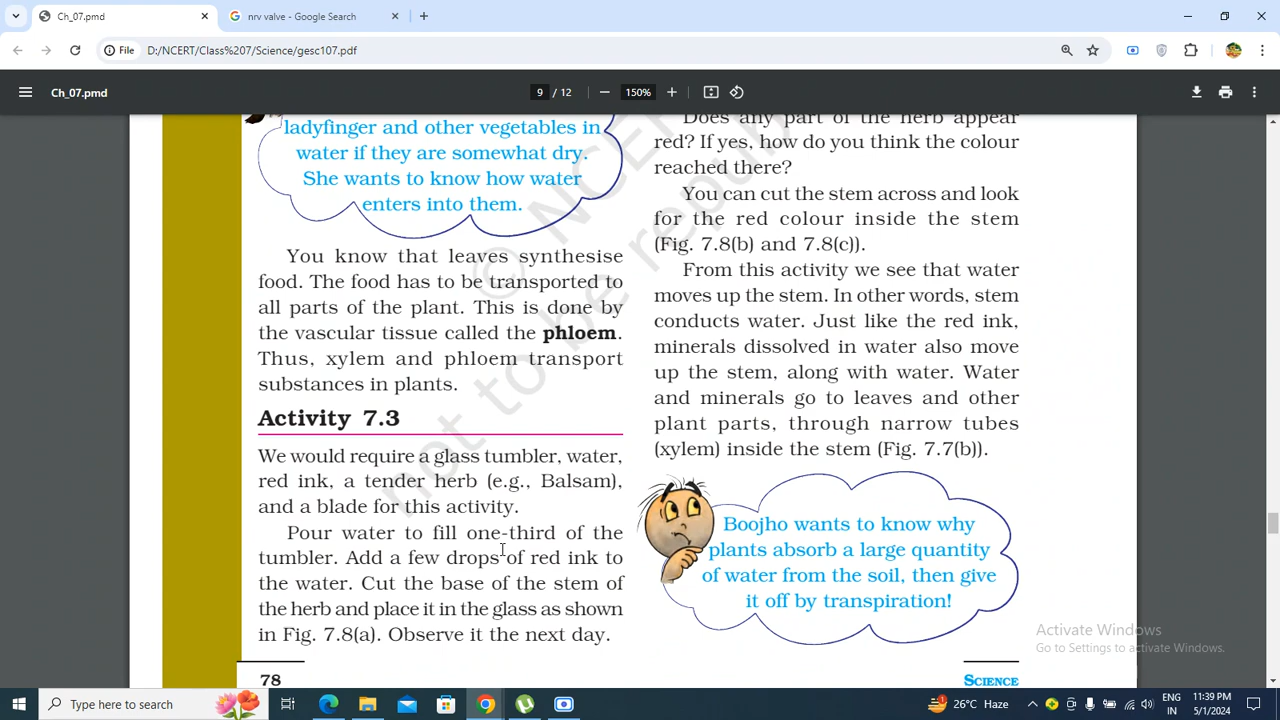 Ch_07.pmd
nrv valve - Google Search
File
D:/NCERT/Class%207/Science/gesc107.pdf
Ch_07.pmd
9 / 12
150%
ladyfinger and other vegetables in
water if they are somewhat dry.
She wants to know how water
enters into them.
You know that leaves synthesise
food. The food has to be transported to
all parts of the plant. This is done by
the vascular tissue called the phloem.
Thus, xylem and phloem transport
substances in plants.
Activity 7.3
We would require a glass tumbler, water,
red ink, a tender herb (e.g., Balsam),
and a blade for this activity.
Pour water to fill one-third of the
tumbler. Add a few drops of red ink to
the water. Cut the base of the stem of
the herb and place it in the glass as shown
in Fig. 7.8(a). Observe it the next day.
78
Does any part of the herb appear
red? If yes, how do you think the colour
reached there?
You can cut the stem across and look
for the red colour inside the stem
(Fig. 7.8(b) and 7.8(c)).
From this activity we see that water
moves up the stem. In other words, stem
conducts water. Just like the red ink,
minerals dissolved in water also move
up the stem, along with water. Water
and minerals go to leaves and other
plant parts, through narrow tubes
(xylem) inside the stem (Fig. 7.7(b)).
Boojho wants to know why
plants absorb a large quantity
of water from the soil, then give
it off by transpiration!
SCIENCE
© NCER
not to be repub
Activate Windows
Go to Settings to activate Windows.
Type here to search
26°C Haze
ENG
IN
11:39 PM
5/1/2024